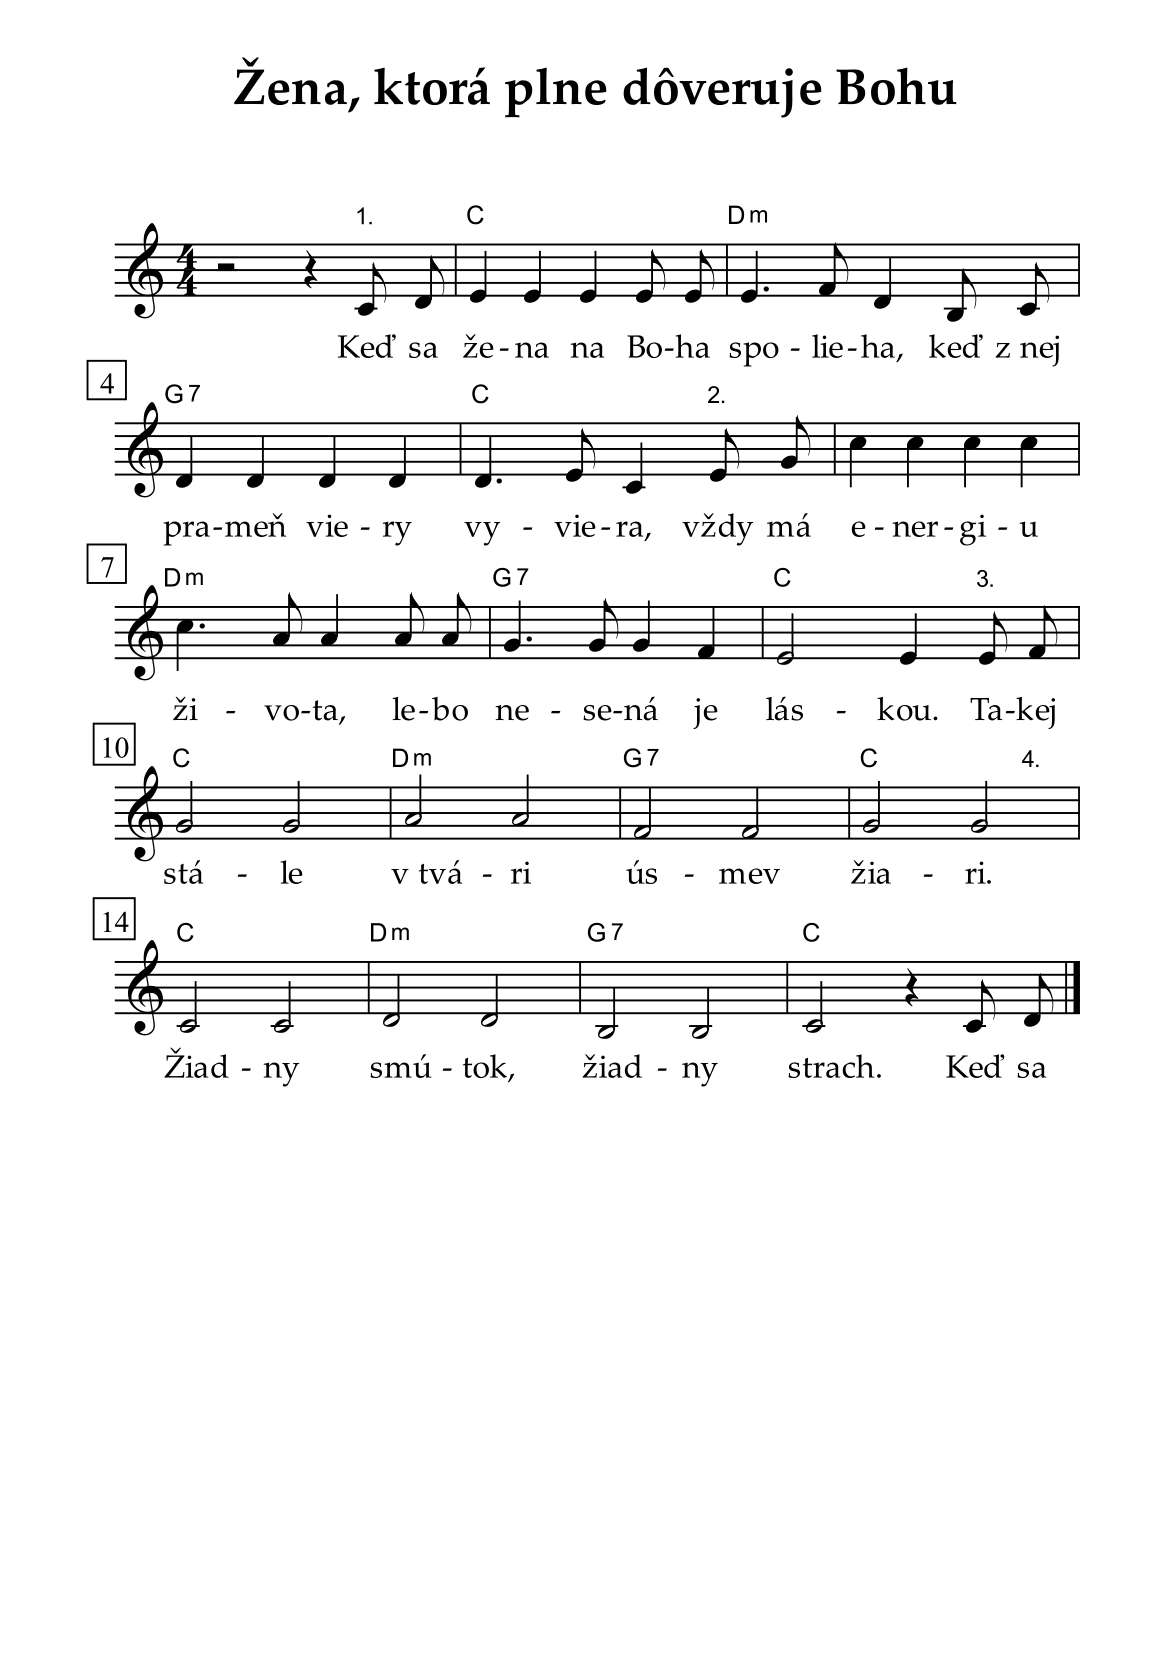 Žena, ktorá plne dôveruje Bohu
1. C Dm
Keď sa že - na na Bo - ha spo - lie - ha, keď z nej
4
G7 C 2.
pra - meň vie - ry vy - vie - ra, vždy má e - ner - gi - u
7
Dm G7 C 3.
ži - vo - ta, le - bo ne - se - ná je lás - kou. Ta - kej
10
C Dm G7 C 4.
stá - le v tvá - ri ús - mev žia - ri.
14
C Dm G7 C
Žiad - ny smú - tok, žiad - ny strach. Keď sa